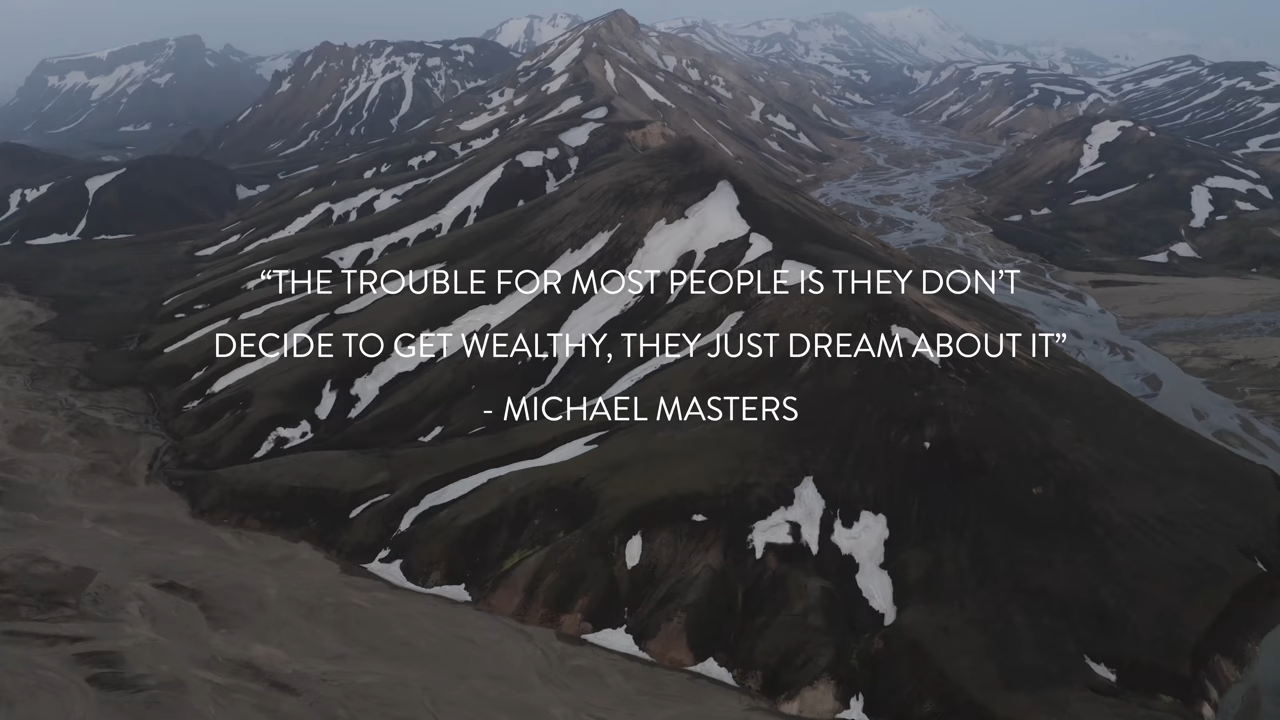 “THE TROUBLE FOR MOST PEOPLE IS THEY DON’T
DECIDE TO GET WEALTHY, THEY JUST DREAM ABOUT IT”
- MICHAEL MASTERS